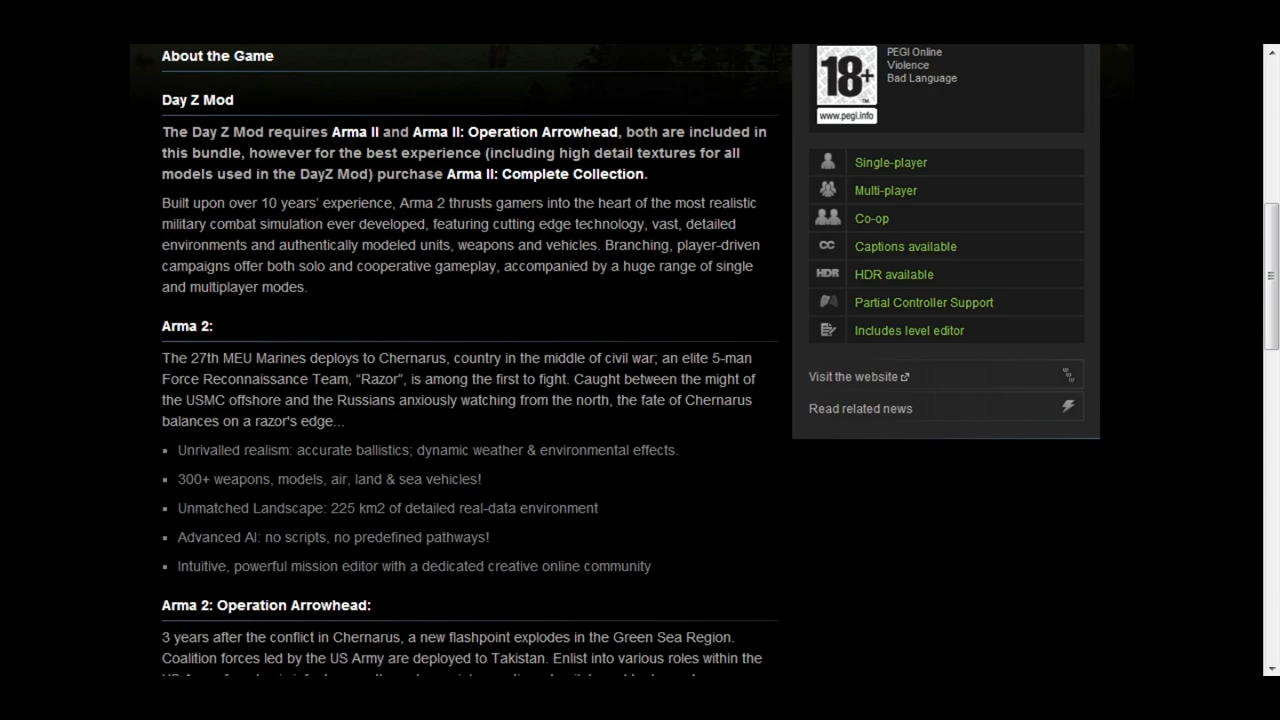 About the Game
Day Z Mod
The Day Z Mod requires Arma II and Arma II: Operation Arrowhead, both are included in
this bundle, however for the best experience (including high detail textures for all
models used in the DayZ Mod) purchase Arma II: Complete Collection.
Built upon over 10 years’ experience, Arma 2 thrusts gamers into the heart of the most realistic
military combat simulation ever developed, featuring cutting edge technology, vast, detailed
environments and authentically modeled units, weapons and vehicles. Branching, player-driven
campaigns offer both solo and cooperative gameplay, accompanied by a huge range of single
and multiplayer modes.
Arma 2:
The 27th MEU Marines deploys to Chernarus, country in the middle of civil war; an elite 5-man
Force Reconnaissance Team, “Razor”, is among the first to fight. Caught between the might of
the USMC offshore and the Russians anxiously watching from the north, the fate of Chernarus
balances on a razor's edge...
Unrivalled realism: accurate ballistics; dynamic weather & environmental effects.
300+ weapons, models, air, land & sea vehicles!
Unmatched Landscape: 225 km2 of detailed real-data environment
Advanced AI: no scripts, no predefined pathways!
Intuitive, powerful mission editor with a dedicated creative online community
Arma 2: Operation Arrowhead:
3 years after the conflict in Chernarus, a new flashpoint explodes in the Green Sea Region.
Coalition forces led by the US Army are deployed to Takistan. Enlist into various roles within the
18+
www.pegi.info
PEGI Online
Violence
Bad Language
Single-player
Multi-player
Co-op
CC Captions available
HDR HDR available
Partial Controller Support
Includes level editor
Visit the website
Read related news